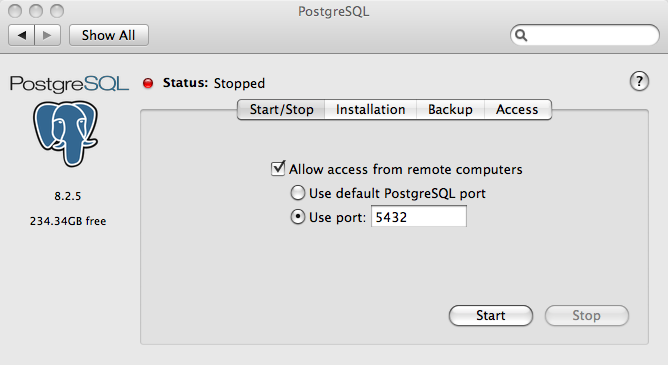 PostgreSQL
Show All
PostgreSQL
Status: Stopped
?
Start/Stop Installation Backup Access
Allow access from remote computers
Use default PostgreSQL port
Use port: 5432
8.2.5
234.34GB free
Start Stop